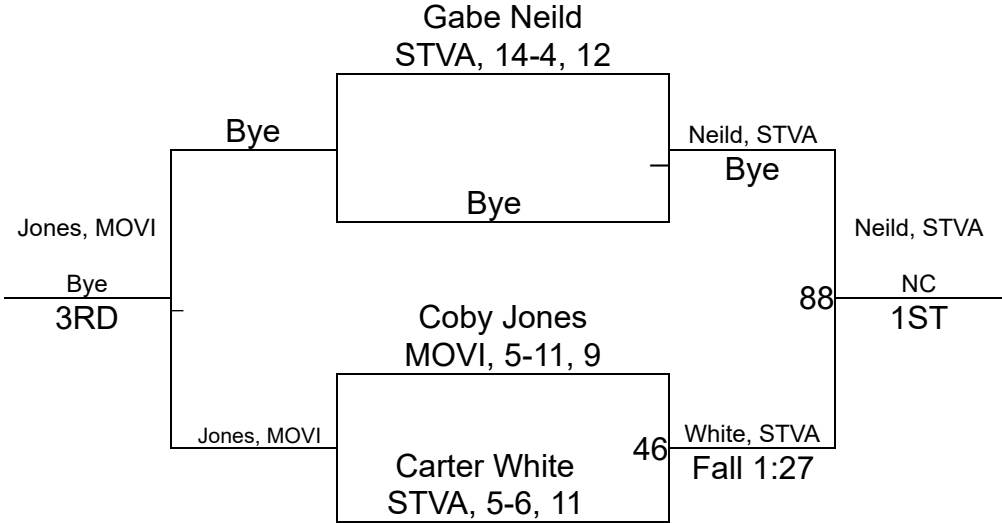 Gabe Neild
STVA, 14-4, 12
Bye
Neild, STVA
Bye
Bye
Jones, MOVI
Neild, STVA
Bye
NC
88
3RD
1ST
Coby Jones
MOVI, 5-11, 9
Jones, MOVI
White, STVA
46
Carter White
Fall 1:27
STVA, 5-6, 11